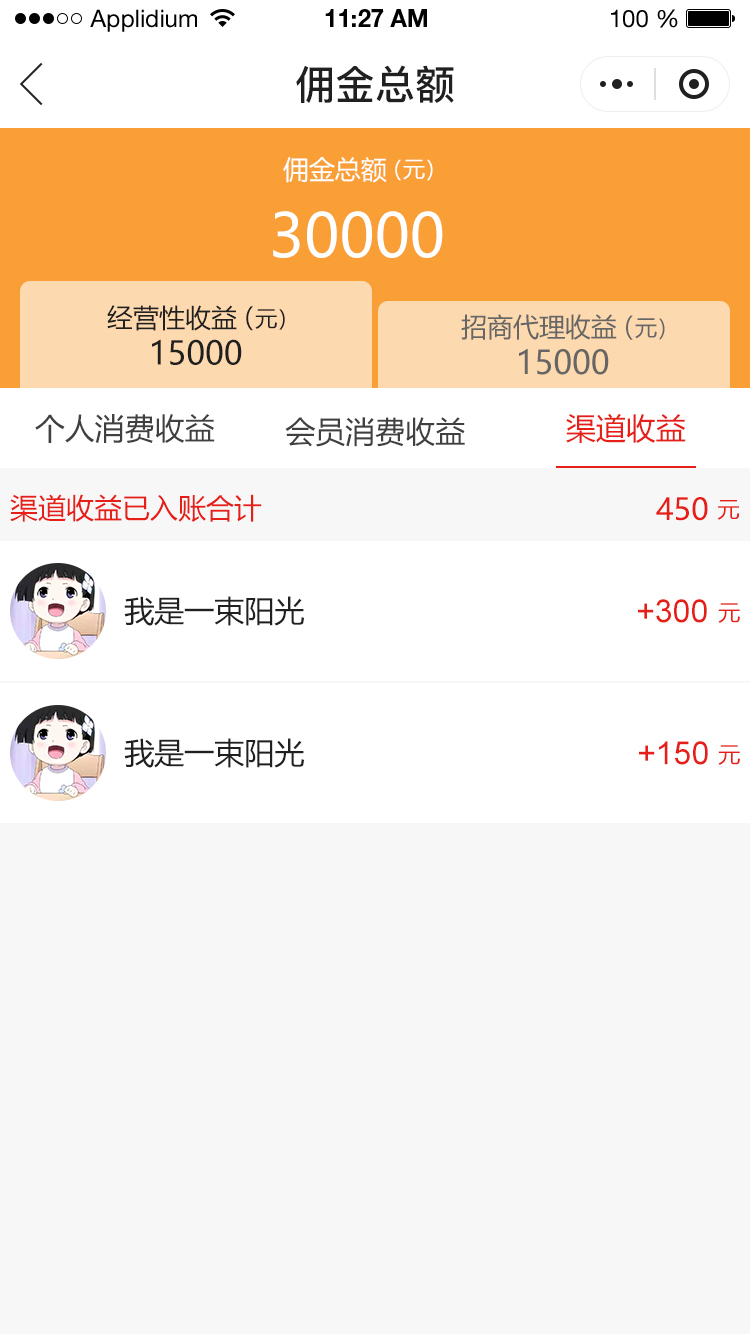 Applidium 11:27 AM 100 %
佣金总额
佣金总额(元)
30000
经营性收益(元)
15000
招商代理收益(元)
15000
个人消费收益 会员消费收益 渠道收益
渠道收益已入账合计 450 元
我是一束阳光 +300 元
我是一束阳光 +150 元